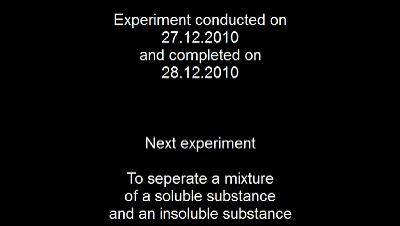 Experiment conducted on
27.12.2010
and completed on
28.12.2010
Next experiment
To seperate a mixture
of a soluble substance
and an insoluble substance